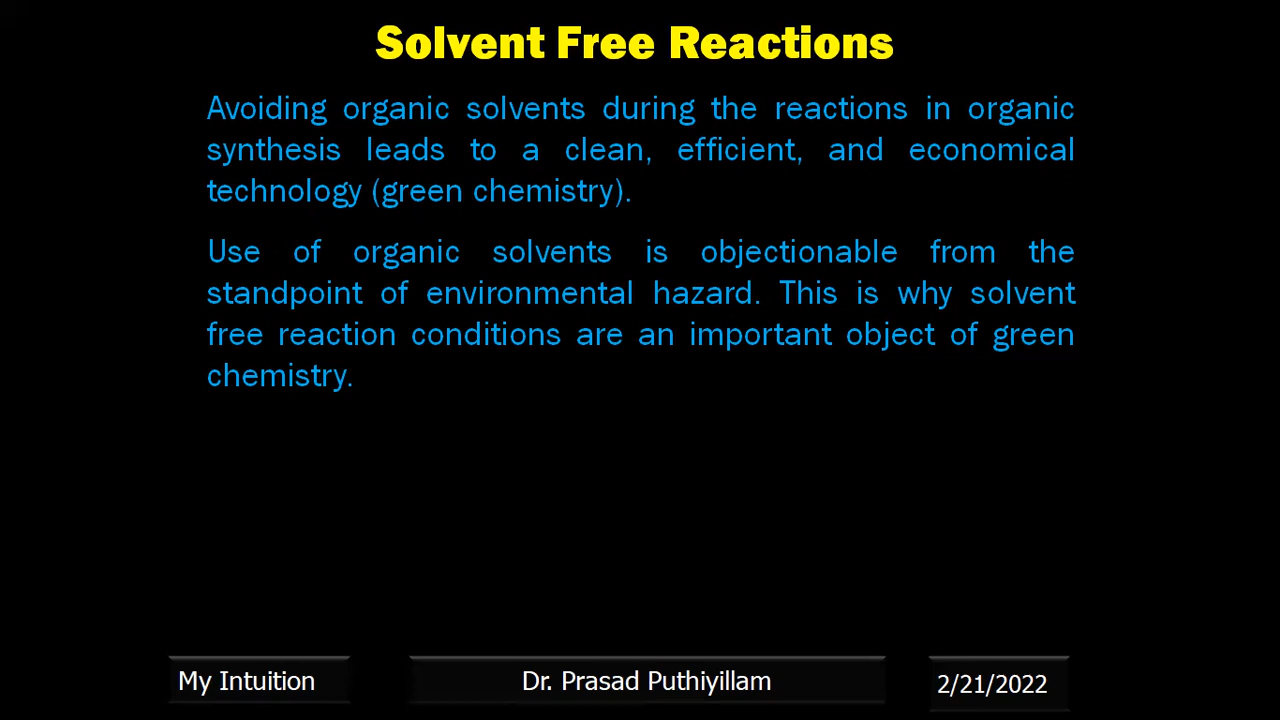 Solvent Free Reactions
Avoiding organic solvents during the reactions in organic
synthesis leads to a clean, efficient, and economical
technology (green chemistry).
Use of organic solvents is objectionable from the
standpoint of environmental hazard. This is why solvent
free reaction conditions are an important object of green
chemistry.
My Intuition
Dr. Prasad Puthiyillam
2/21/2022